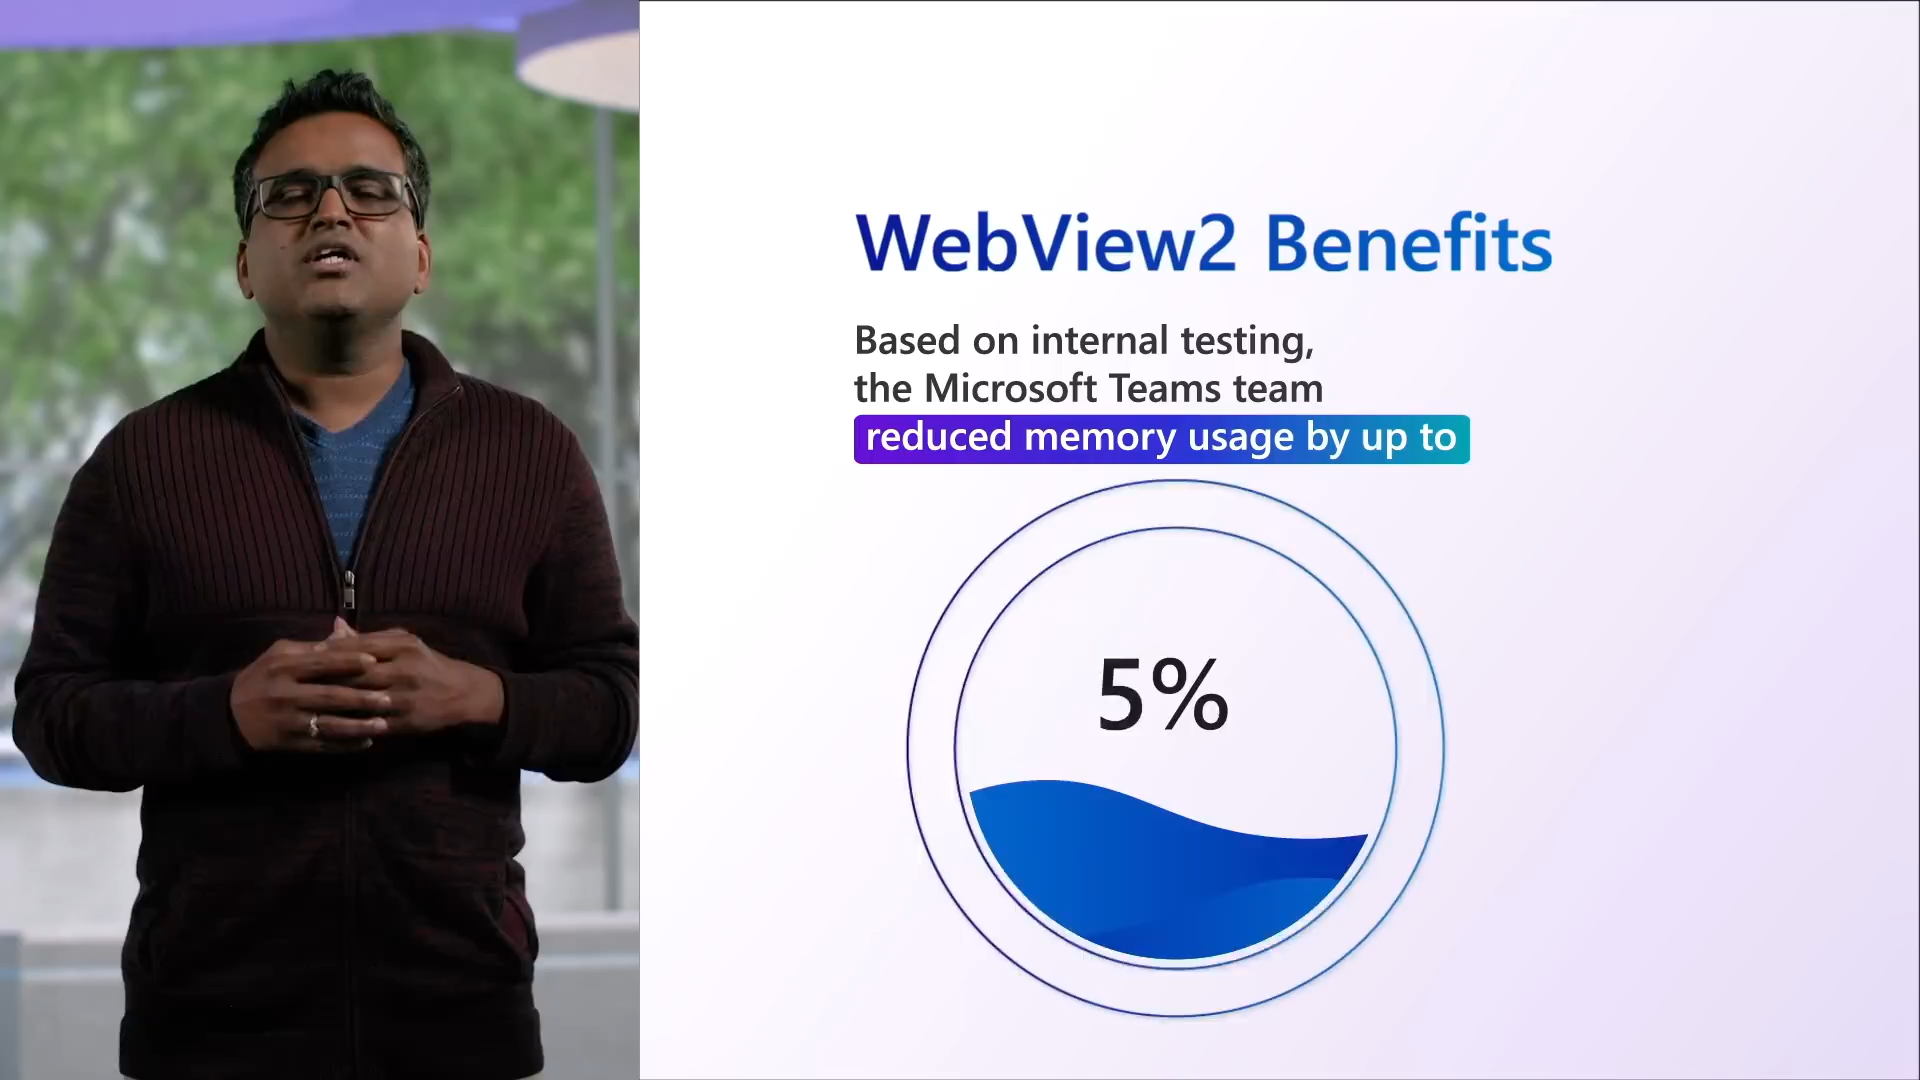 WebView2 Benefits
Based on internal testing,
the Microsoft Teams team
reduced memory usage by up to
5%